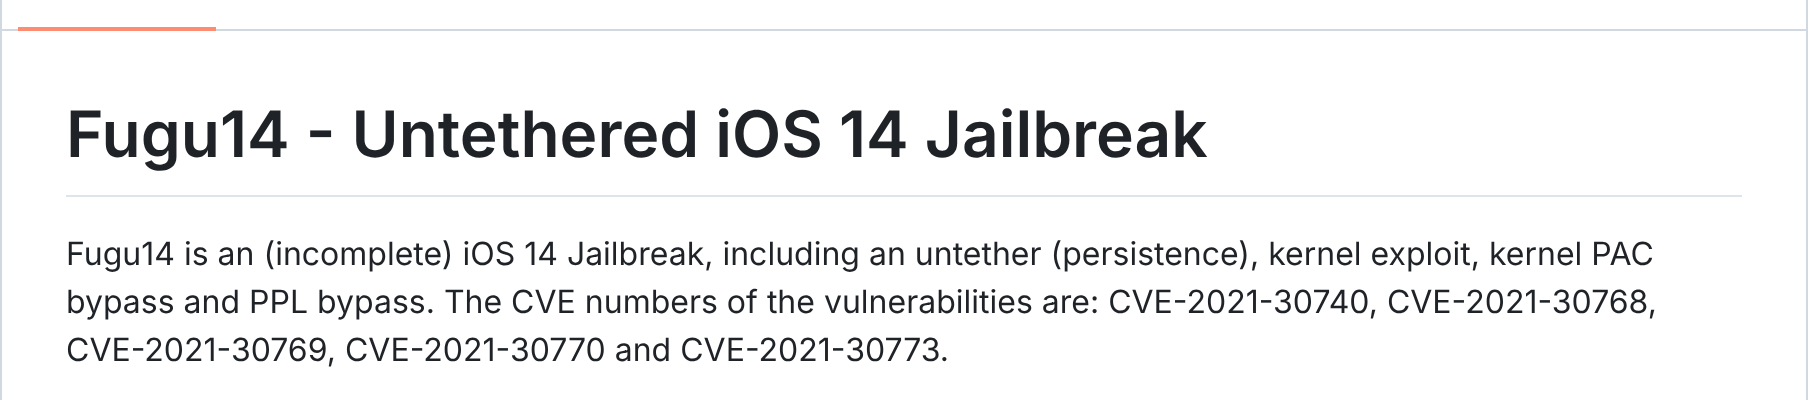 Fugu14 - Untethered iOS 14 Jailbreak
Fugu14 is an (incomplete) iOS 14 Jailbreak, including an untether (persistence), kernel exploit, kernel PAC
bypass and PPL bypass. The CVE numbers of the vulnerabilities are: CVE-2021-30740, CVE-2021-30768,
CVE-2021-30769, CVE-2021-30770 and CVE-2021-30773.